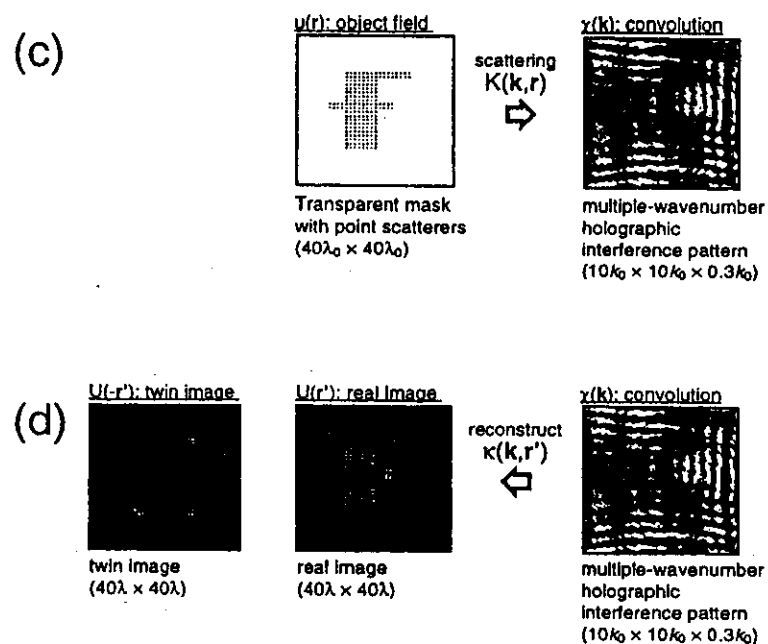 (c)
u(r): object field
Transparent mask
with point scatterers
(40λ₀ × 40λ₀)
scattering
K(k,r)
χ(k): convolution
multiple-wavenumber
holographic
interference pattern
(10k₀ × 10k₀ × 0.3k₀)
(d)
U(-r'): twin image
twin image
(40λ × 40λ)
U(r'): real image
real image
(40λ × 40λ)
reconstruct
κ(k,r')
χ(k): convolution
multiple-wavenumber
holographic
interference pattern
(10k₀ × 10k₀ × 0.3k₀)